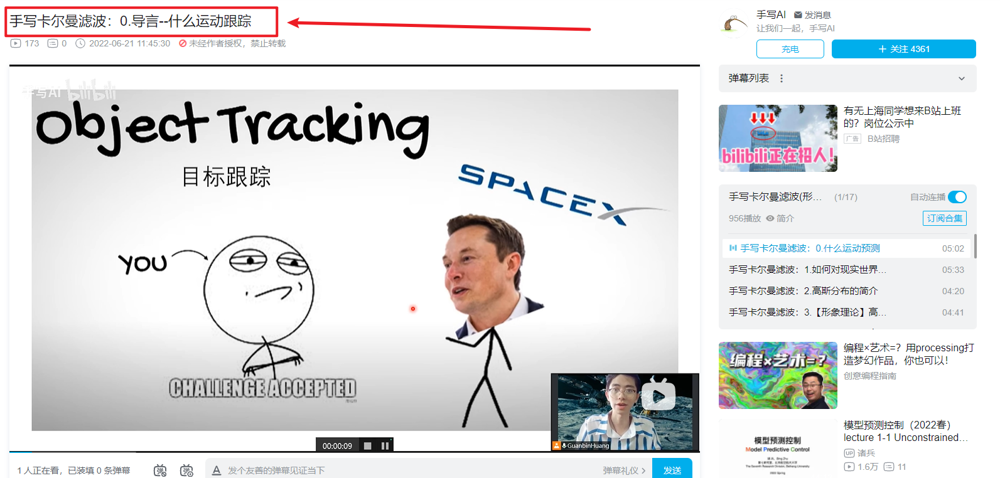 手写卡尔曼滤波：0.导言--什么运动跟踪
173 0 2022-06-21 11:45:30 未经作者授权，禁止转载
手写AI bilibili
Object Tracking
目标跟踪
SPACEX
YOU
CHALLENGE ACCEPTED
00:00:09
GuanbinHuang
1 人正在看，已装填 0 条弹幕
发个友善的弹幕见证当下
弹幕礼仪 >
发送
手写AI 发消息
让我们一起，手写AI
充电
+ 关注 4361
弹幕列表
bilibili正在招人!
有无上海同学想来B站上班
的？岗位公示中
广告 B站招聘
手写卡尔曼滤波(形... (1/17) 自动连播
956播放 简介 订阅合集
手写卡尔曼滤波：0.什么运动预测 05:02
手写卡尔曼滤波：1.如何对现实世界... 05:33
手写卡尔曼滤波：2.高斯分布的简介 04:20
手写卡尔曼滤波：3.【形象理论】高... 04:41
编程×艺术=?
编程×艺术=？用processing打
造梦幻作品，你也可以！
创意编程指南
模型预测控制
Model Predictive Control
2022 Spring
模型预测控制（2022春）
lecture 1-1 Unconstrained...
UP 诸兵
1.6万 11